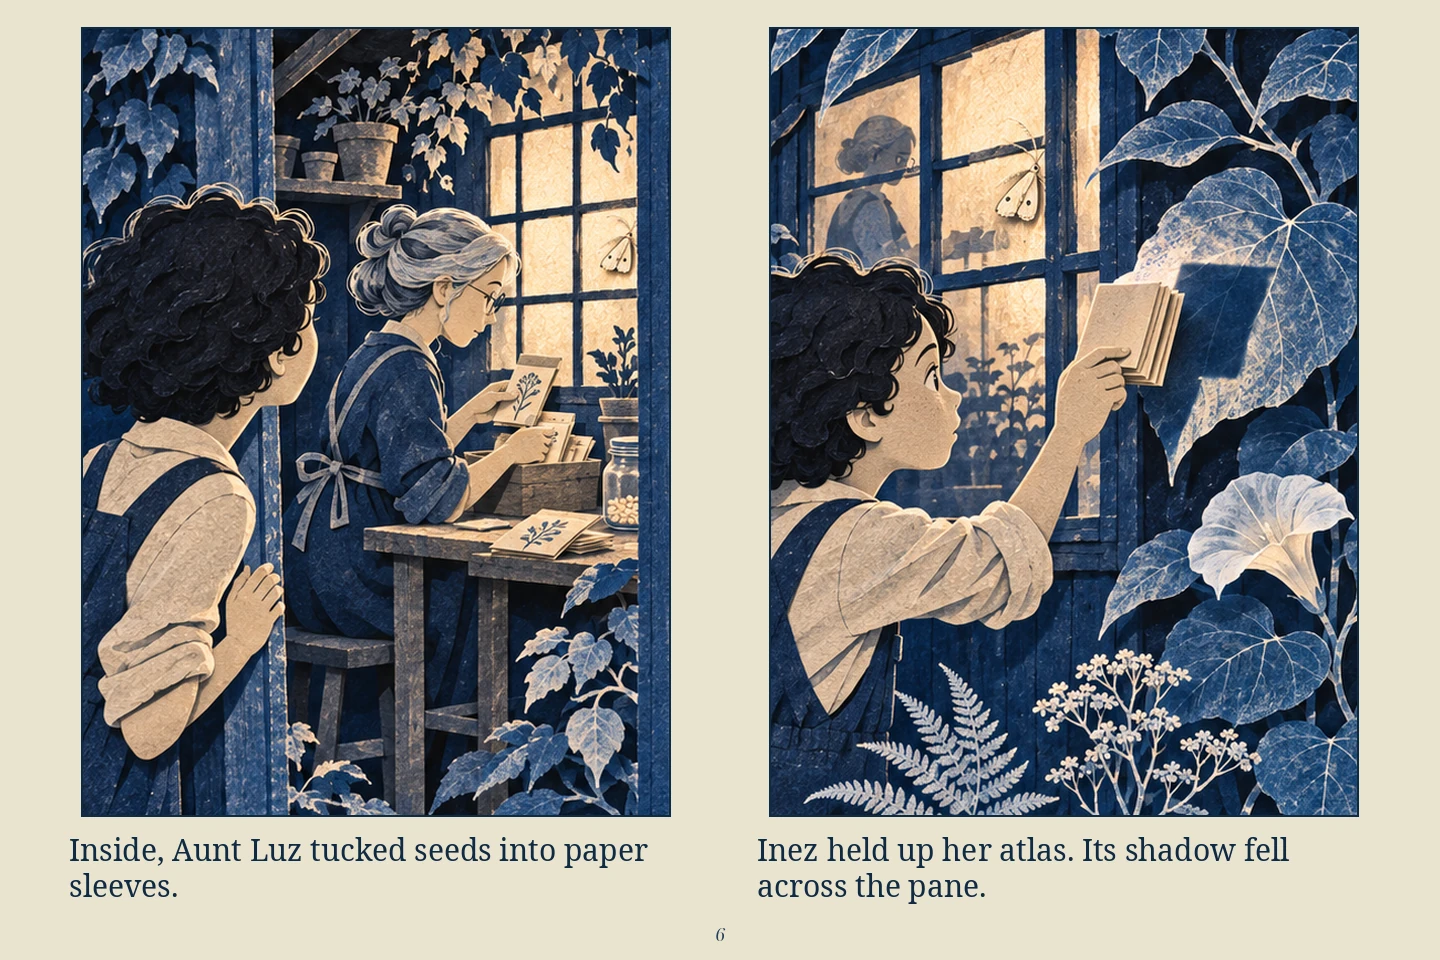 Inside, Aunt Luz tucked seeds into paper
sleeves.
Inez held up her atlas. Its shadow fell
across the pane.
6